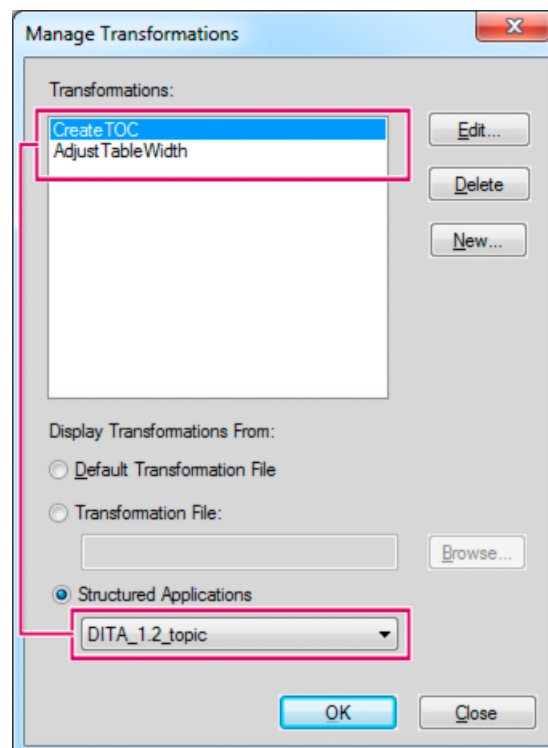 Manage Transformations
Transformations:
CreateTOC
AdjustTableWidth
Edit...
Delete
New...
Display Transformations From:
Default Transformation File
Transformation File:
Browse...
Structured Applications
DITA_1.2_topic
OK
Close